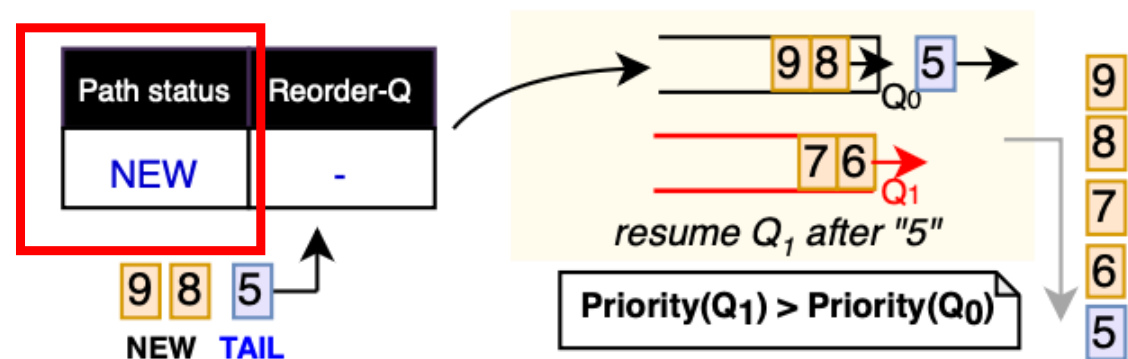 Path status Reorder-Q
NEW -
9 8 5
NEW TAIL
9 8 5
Q0
7 6
Q1
resume Q1 after "5"
Priority(Q1) > Priority(Q0)
9
8
7
6
5